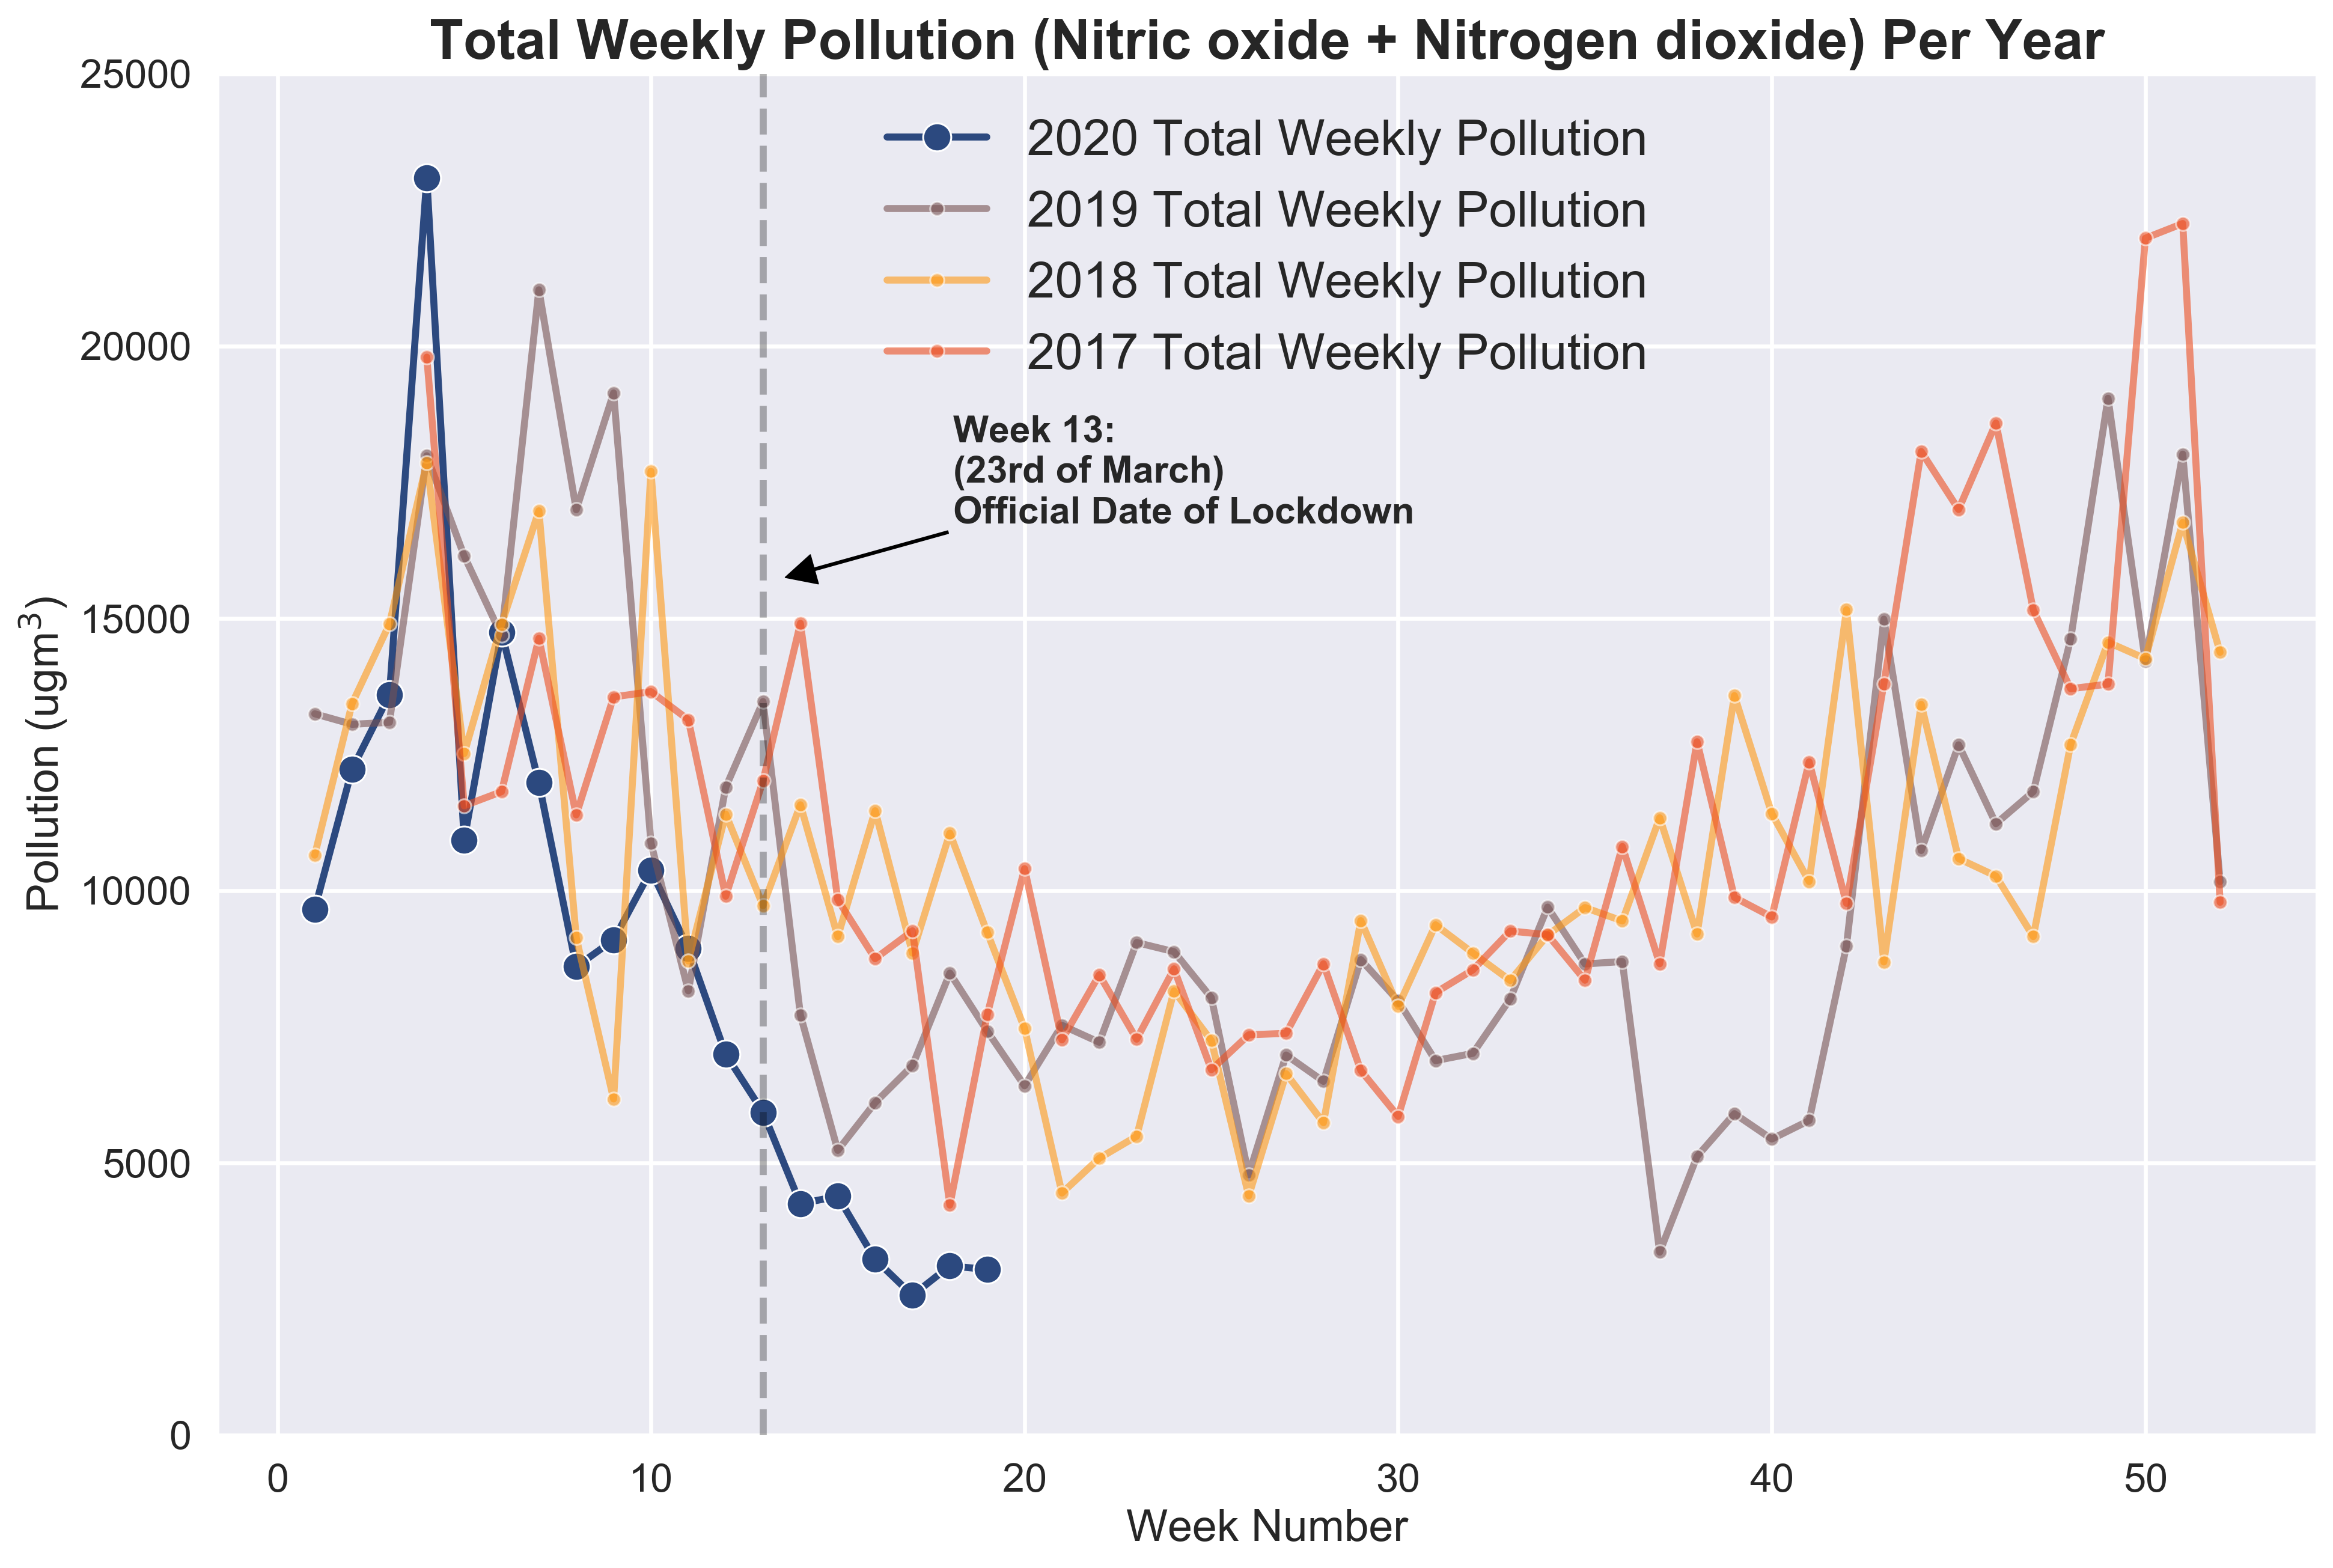 Total Weekly Pollution (Nitric oxide + Nitrogen dioxide) Per Year
25000
20000
15000
10000
5000
0
Pollution (ugm³)
2020 Total Weekly Pollution
2019 Total Weekly Pollution
2018 Total Weekly Pollution
2017 Total Weekly Pollution
Week 13:
(23rd of March)
Official Date of Lockdown
0 10 20 30 40 50
Week Number